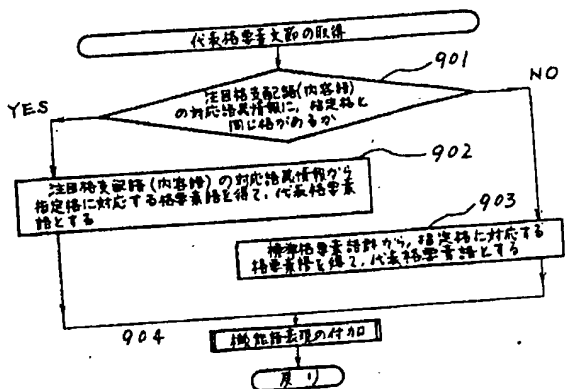 代表格要素文節の取得
901
注目格支配語(内容語)
の対応語義情報に,指定格と
同じ格があるか
YES
NO
902
注目格支配語(内容語)の対応語義情報から
指定格に対応する格要素語を得て,代表格要素
語とする
903
標準格要素語群から,指定格に対応する
格要素語を得て,代表格要素語とする
904
機能語表現の付加
戻り